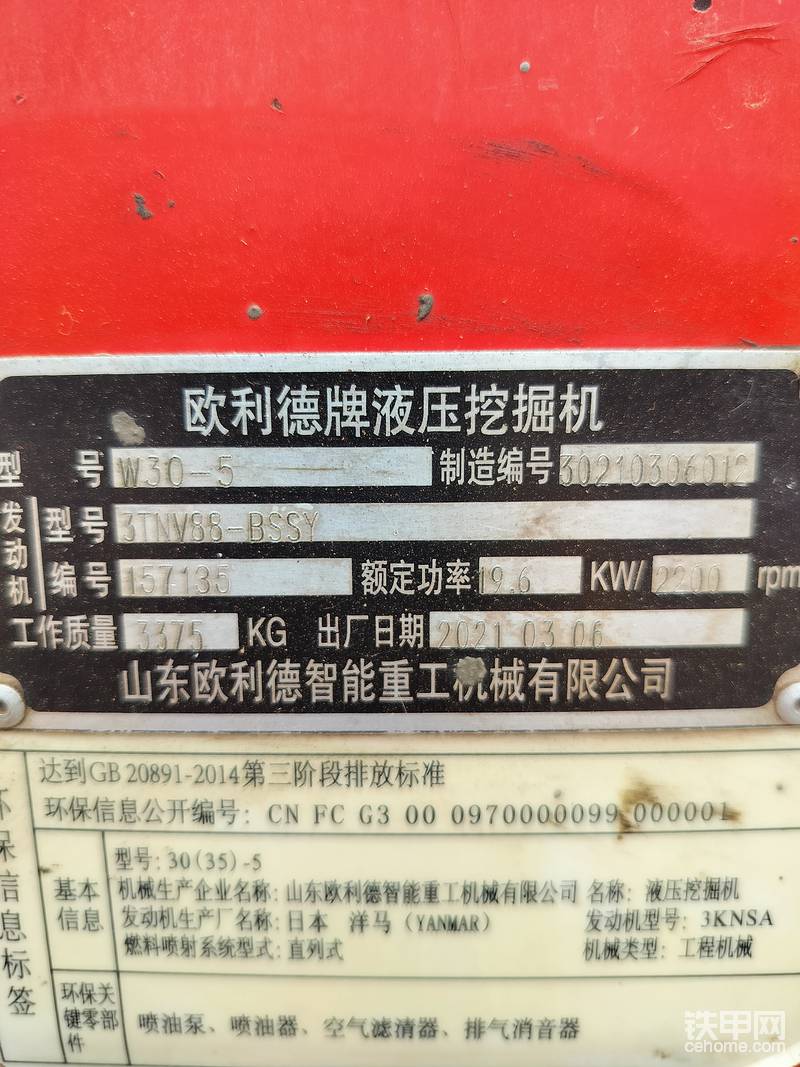 欧利德牌液压挖掘机
型号 W30-5 制造编号 30210306012
发动机 型号 3TNV88-BSSY
编号 157135 额定功率 19.6 KW/ 2200 rpm
工作质量 3375 KG 出厂日期 2021 03 06
山东欧利德智能重工机械有限公司
环保信息标签
达到GB 20891-2014第三阶段排放标准
环保信息公开编号: CN FC G3 00 0970000099 000001
基本信息
型号: 30(35)-5
机械生产企业名称: 山东欧利德智能重工机械有限公司 名称: 液压挖掘机
发动机生产厂名称: 日本 洋马 (YANMAR) 发动机型号: 3KNSA
燃料喷射系统型式: 直列式 机械类型: 工程机械
环保关键零部件
喷油泵、喷油器、空气滤清器、排气消音器
铁甲网
cehome.com